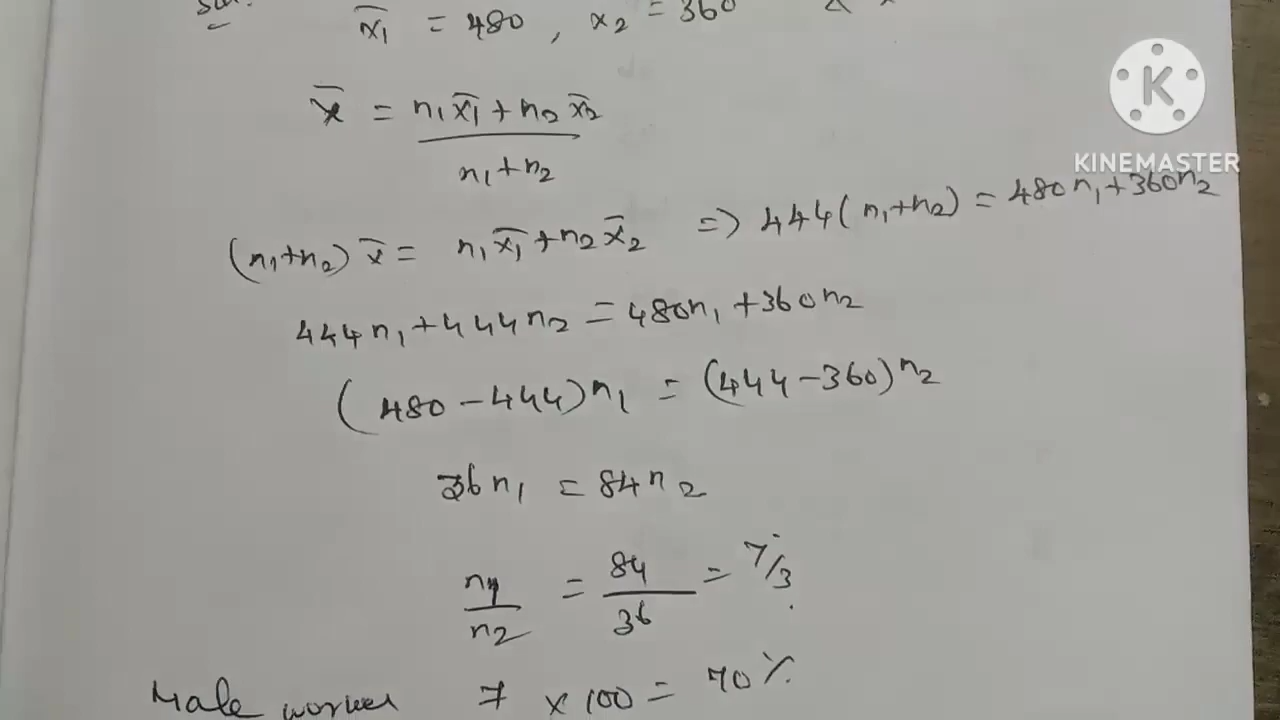 x̄₁ = 480 , x₂ = 360
x̄ = n₁x̄₁ + n₂x̄₂
n₁+n₂
K
KINEMASTER
(n₁+n₂) x̄ = n₁x̄₁+n₂x̄₂ => 444(n₁+n₂) = 480n₁+360n₂
444n₁+444n₂ = 480n₁+360n₂
(480-444)n₁ = (444-360)n₂
36n₁ = 84n₂
n₁/n₂ = 84/36 = 7/3
Male worker 7 × 100 = 70%